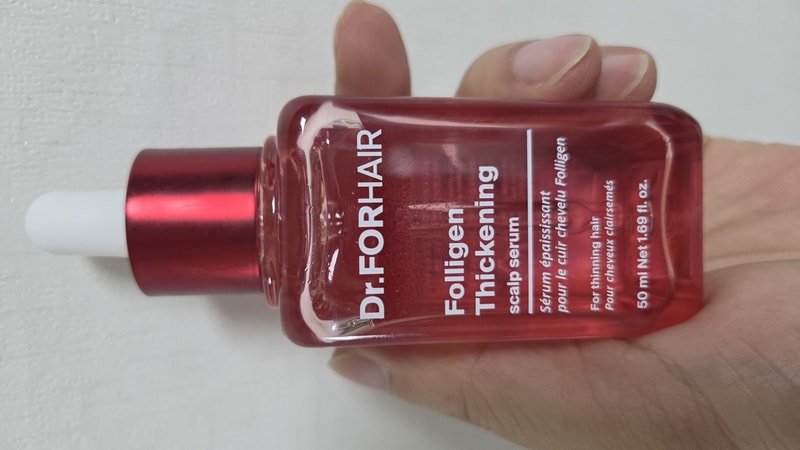 Dr.FORHAIR
Folligen
Thickening
scalp serum
Sérum épaississant
pour le cuir chevelu Folligen
For thinning hair
Pour cheveux clairsemés
50 ml Net 1.69 fl. oz.